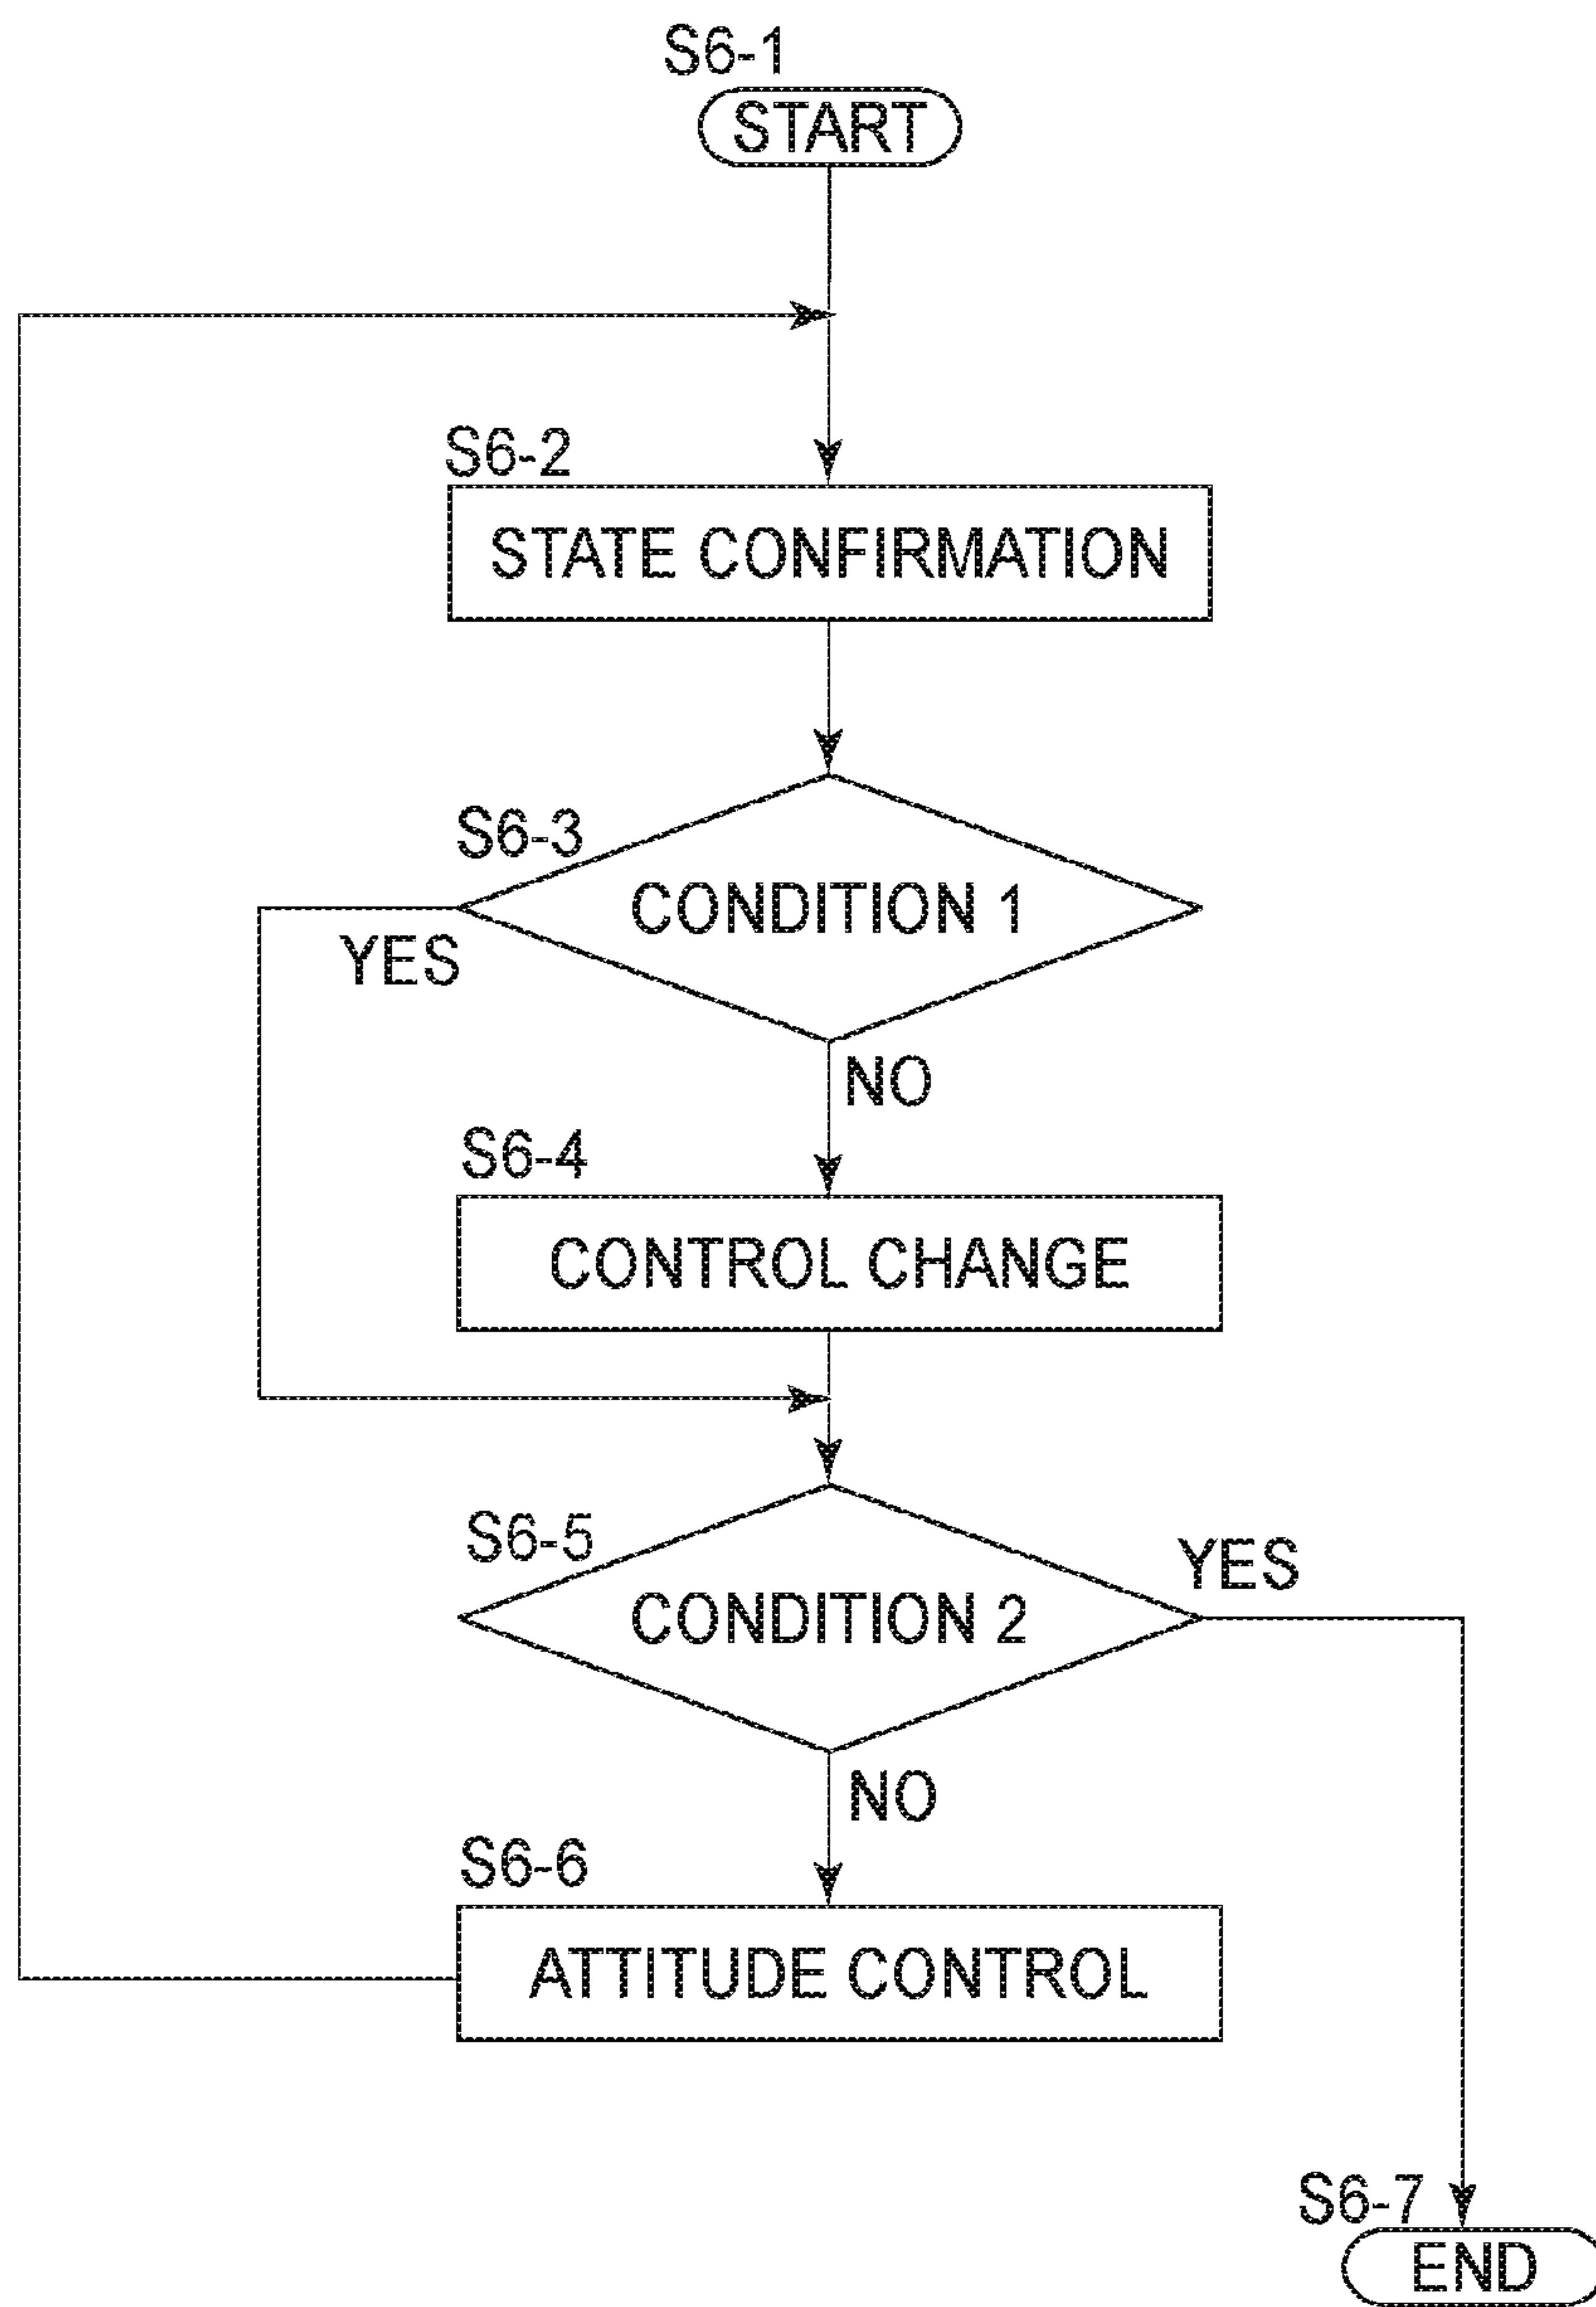 S6-1
START
S6-2
STATE CONFIRMATION
S6-3
CONDITION 1
YES
NO
S6-4
CONTROL CHANGE
S6-5
CONDITION 2
YES
NO
S6-6
ATTITUDE CONTROL
S6-7
END